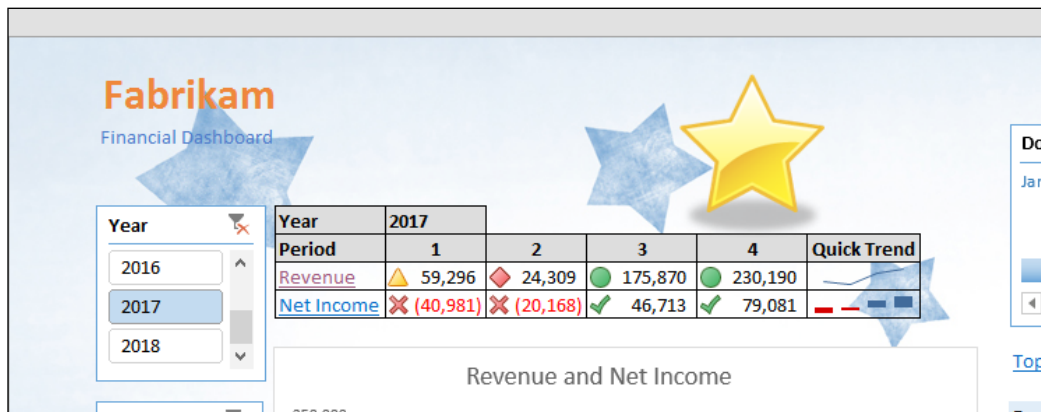 Fabrikam
Financial Dashboard
Year
2016
2017
2018
Year 2017
Period 1 2 3 4 Quick Trend
Revenue 59,296 24,309 175,870 230,190
Net Income (40,981) (20,168) 46,713 79,081
Revenue and Net Income
Do
Jan
Top